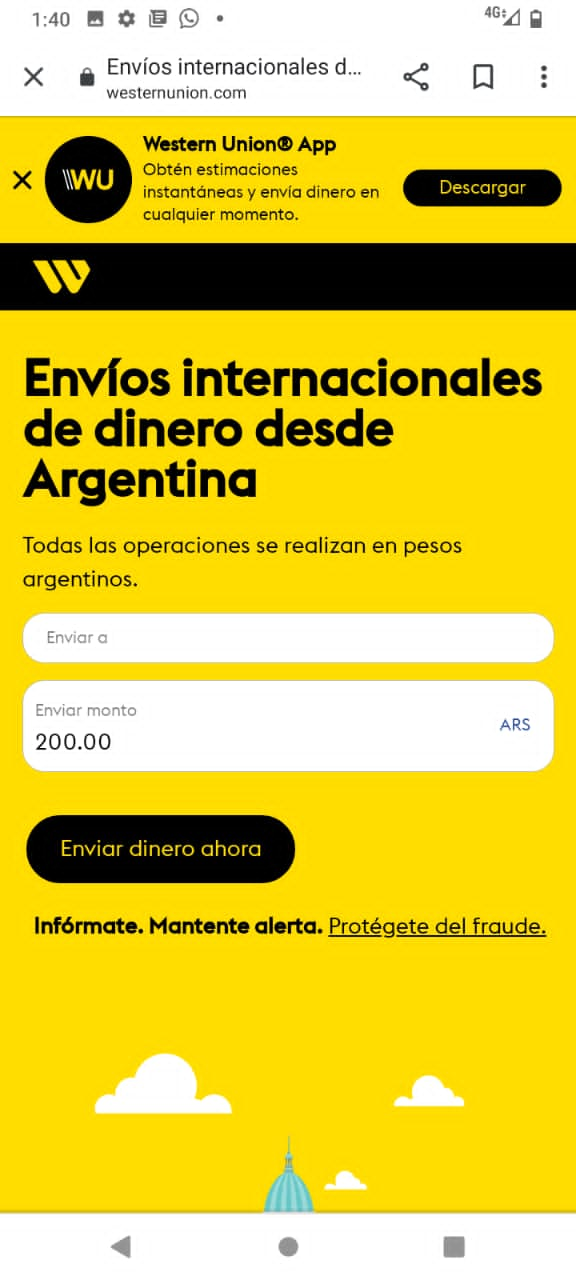 1:40
4G
Envíos internacionales d...
westernunion.com
Western Union® App
WU
Obtén estimaciones
instantáneas y envía dinero en
cualquier momento.
Descargar
W
Envíos internacionales
de dinero desde
Argentina
Todas las operaciones se realizan en pesos
argentinos.
Enviar a
Enviar monto
200.00
ARS
Enviar dinero ahora
Infórmate. Mantente alerta. Protégete del fraude.